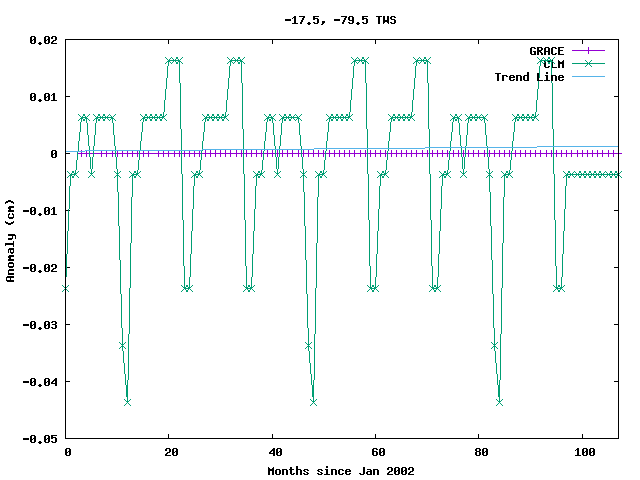 -17.5, -79.5 TWS
0.02
GRACE
CLM
Trend Line
0.01
0
-0.01
Anomaly (cm)
-0.02
-0.03
-0.04
-0.05
0 20 40 60 80 100
Months since Jan 2002